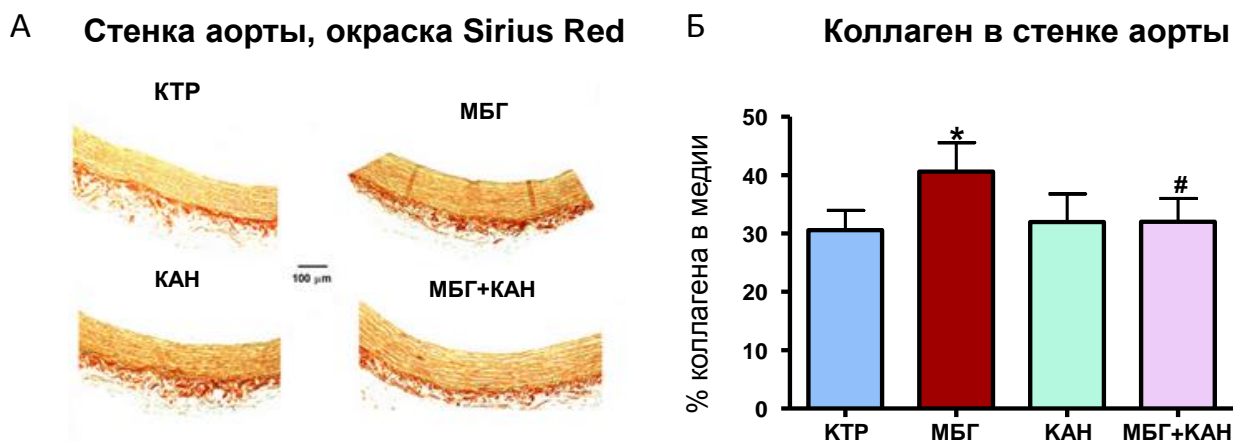 А
Стенка аорты, окраска Sirius Red
КТР
МБГ
100 μm
КАН
МБГ+КАН
Б
Коллаген в стенке аорты
% коллагена в медии
50
40
30
20
10
0
*
#
КТР
МБГ
КАН
МБГ+КАН